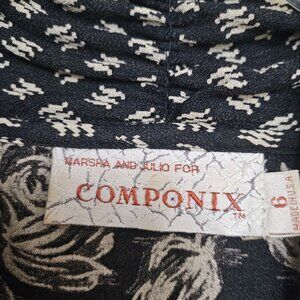 MARSHA AND JULIO FOR
COMPONIX
TM
6
MADE IN U.S.A.